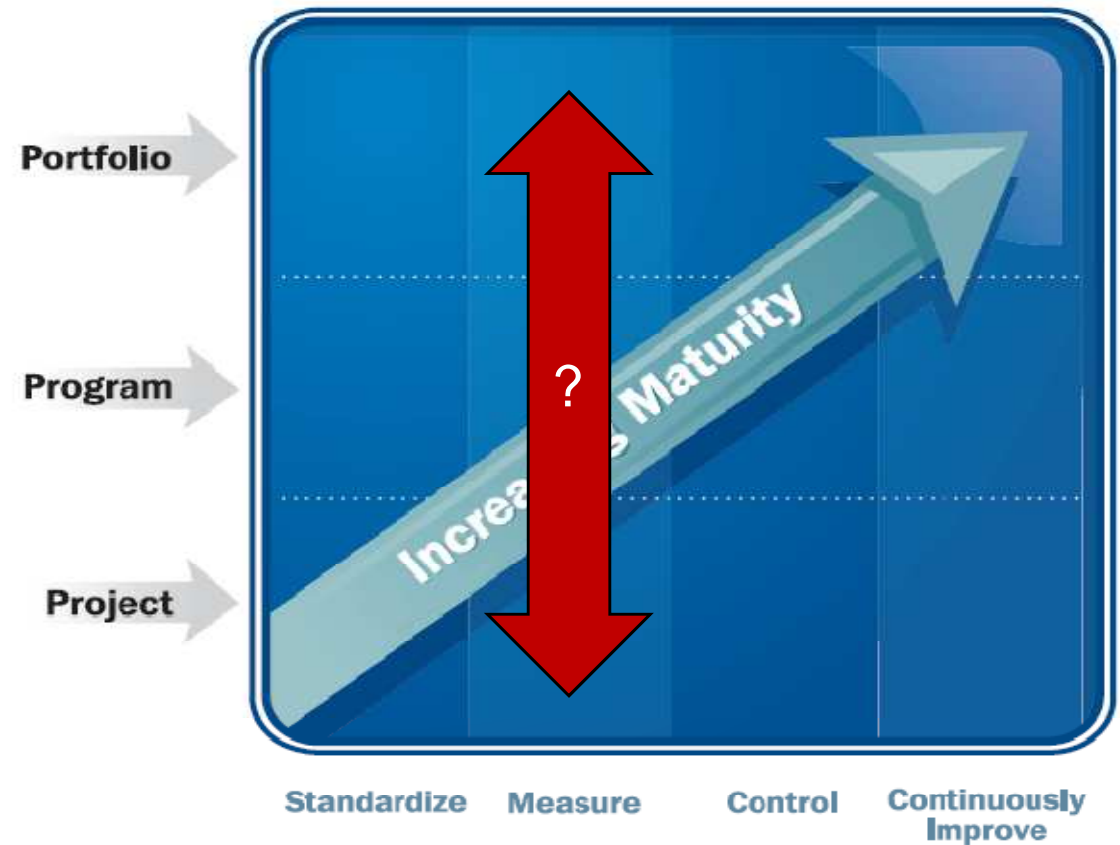 Portfolio
Program
Project
?
Increa g Maturity
Standardize
Measure
Control
Continuously
Improve